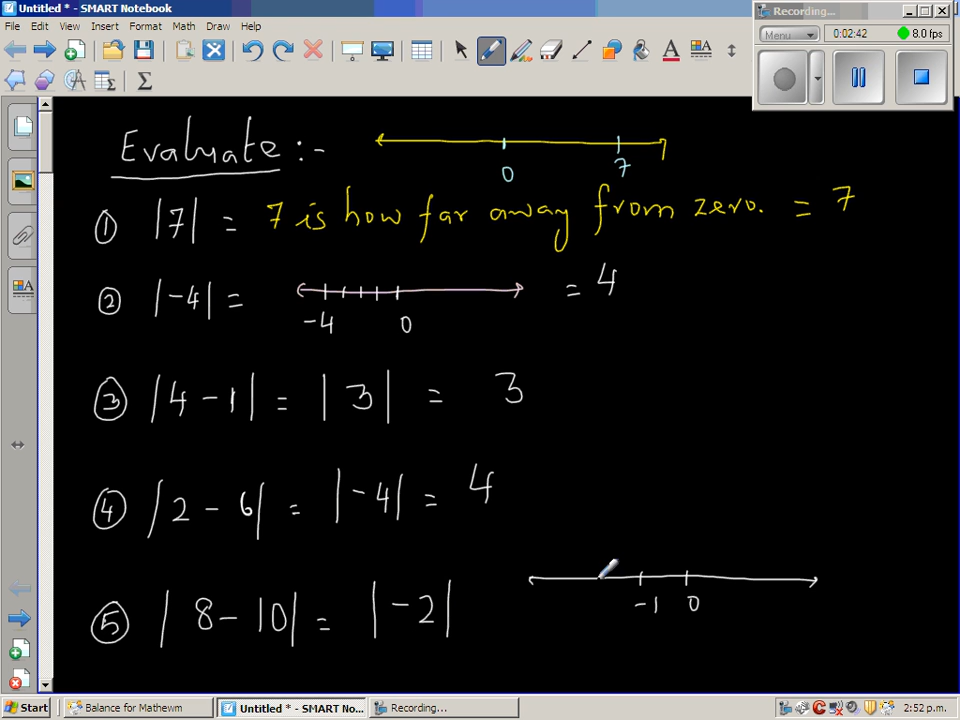 Untitled * - SMART Notebook
File Edit View Insert Format Math Draw Help
Recording...
Menu 0:02:42 8.0 fps
Evaluate :-
0 7
① |7| = 7 is how far away from zero. = 7
② |-4| = = 4
-4 0
③ |4 - 1| = |3| = 3
④ |2 - 6| = |-4| = 4
⑤ |8 - 10| = |-2|
-1 0
Start Balance for Mathewm Untitled * - SMART No... Recording... 2:52 p.m.